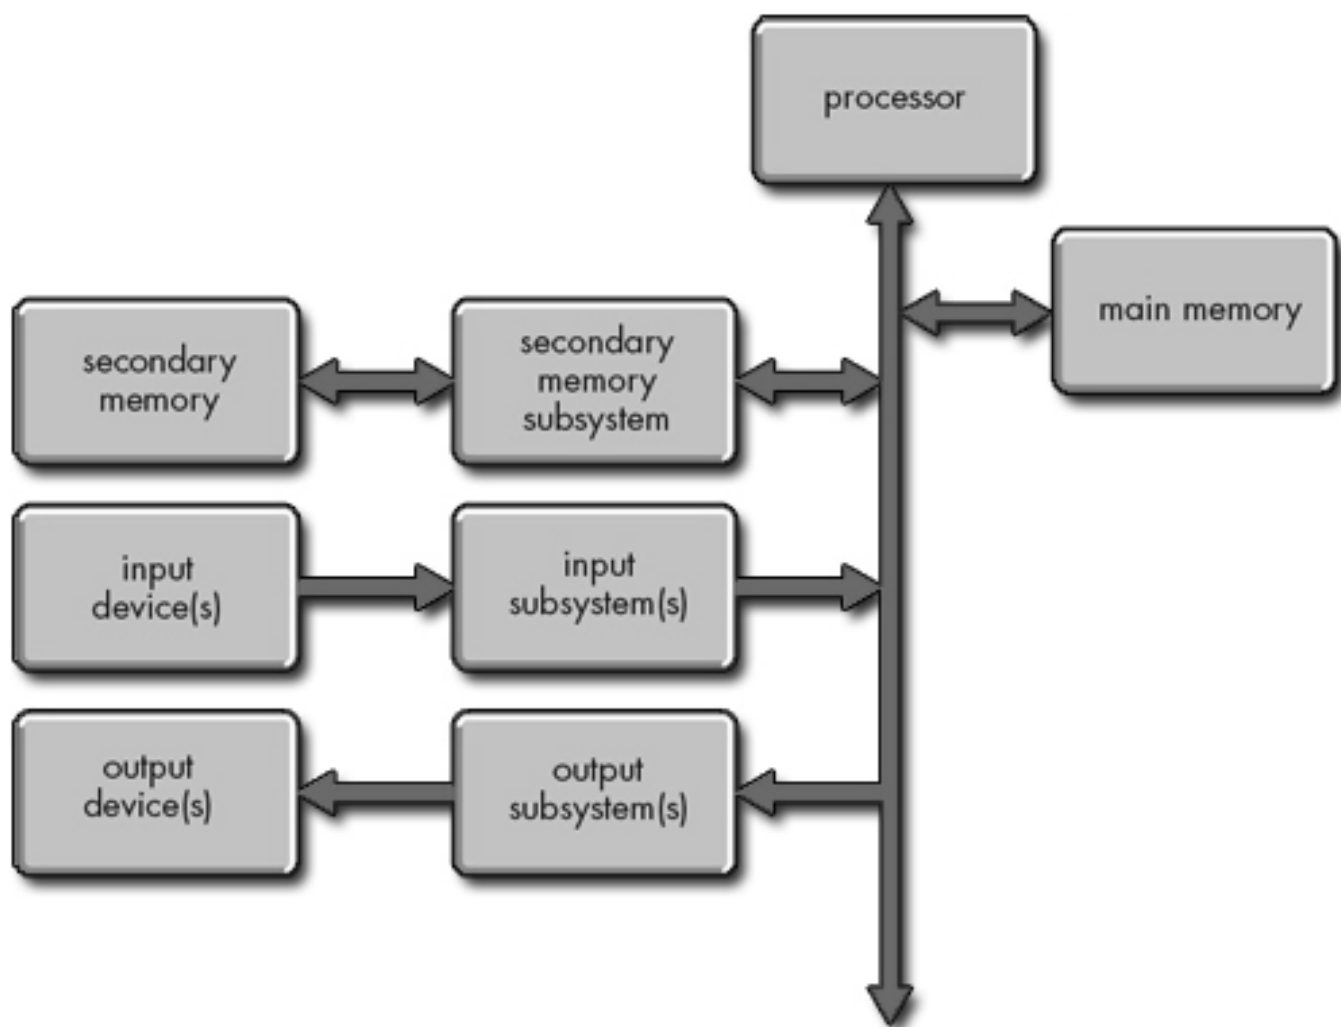 processor
main memory
secondary
memory
secondary
memory
subsystem
input
device(s)
input
subsystem(s)
output
device(s)
output
subsystem(s)